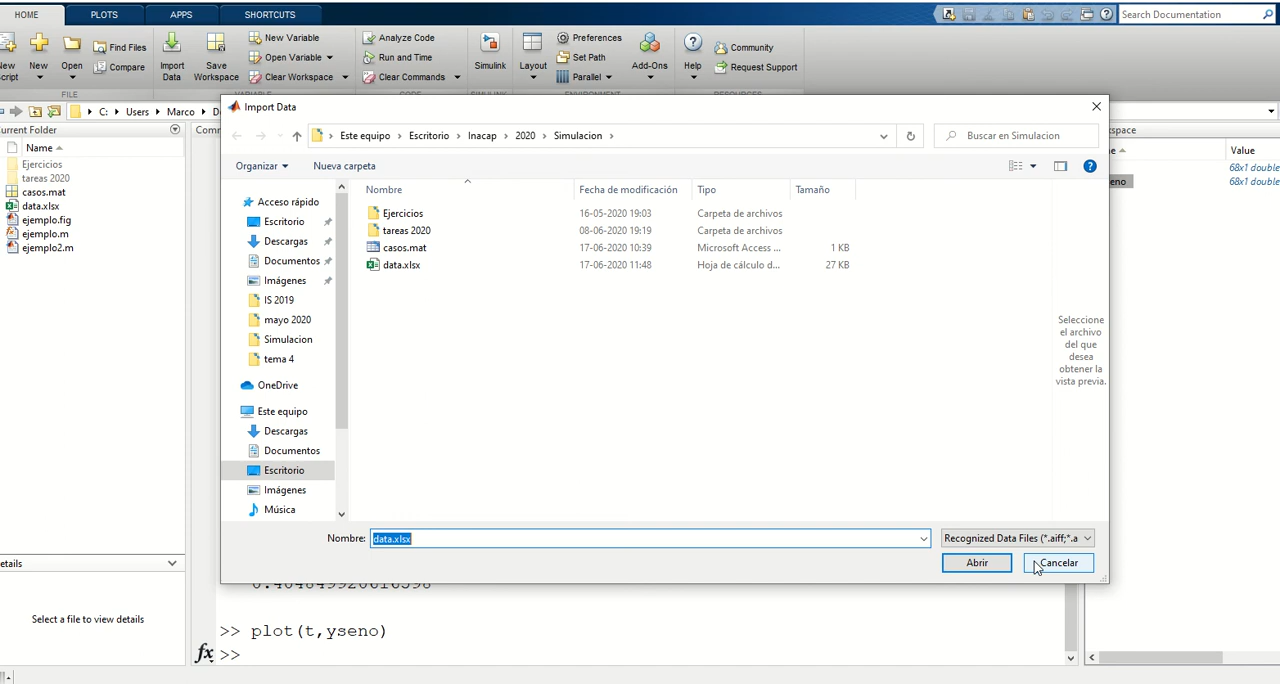 HOME PLOTS APPS SHORTCUTS Search Documentation
New Script New Open Find Files Compare Import Data Save Workspace New Variable Open Variable Clear Workspace Analyze Code Run and Time Clear Commands Simulink Layout Preferences Set Path Parallel Add-Ons Help Community Request Support
FILE
C: Users Marco
urrent Folder Comm space
Name Value
Ejercicios 68x1 double
tareas 2020 eno 68x1 double
casos.mat
data.xlsx
ejemplo.fig
ejemplo.m
ejemplo2.m
Import Data
Este equipo Escritorio Inacap 2020 Simulacion Buscar en Simulacion
Organizar Nueva carpeta
Nombre Fecha de modificación Tipo Tamaño
Ejercicios 16-05-2020 19:03 Carpeta de archivos
tareas 2020 08-06-2020 19:19 Carpeta de archivos
casos.mat 17-06-2020 10:39 Microsoft Access ... 1 KB
data.xlsx 17-06-2020 11:48 Hoja de cálculo d... 27 KB
Acceso rápido
Escritorio
Descargas
Documentos
Imágenes
IS 2019
mayo 2020
Simulacion
tema 4
OneDrive
Este equipo
Descargas
Documentos
Escritorio
Imágenes
Música
Seleccione
el archivo
del que
desea
obtener la
vista previa.
Nombre: data.xlsx Recognized Data Files (*.aiff;*.a
Abrir Cancelar
etails
Select a file to view details
>> plot(t,yseno)
fx >>